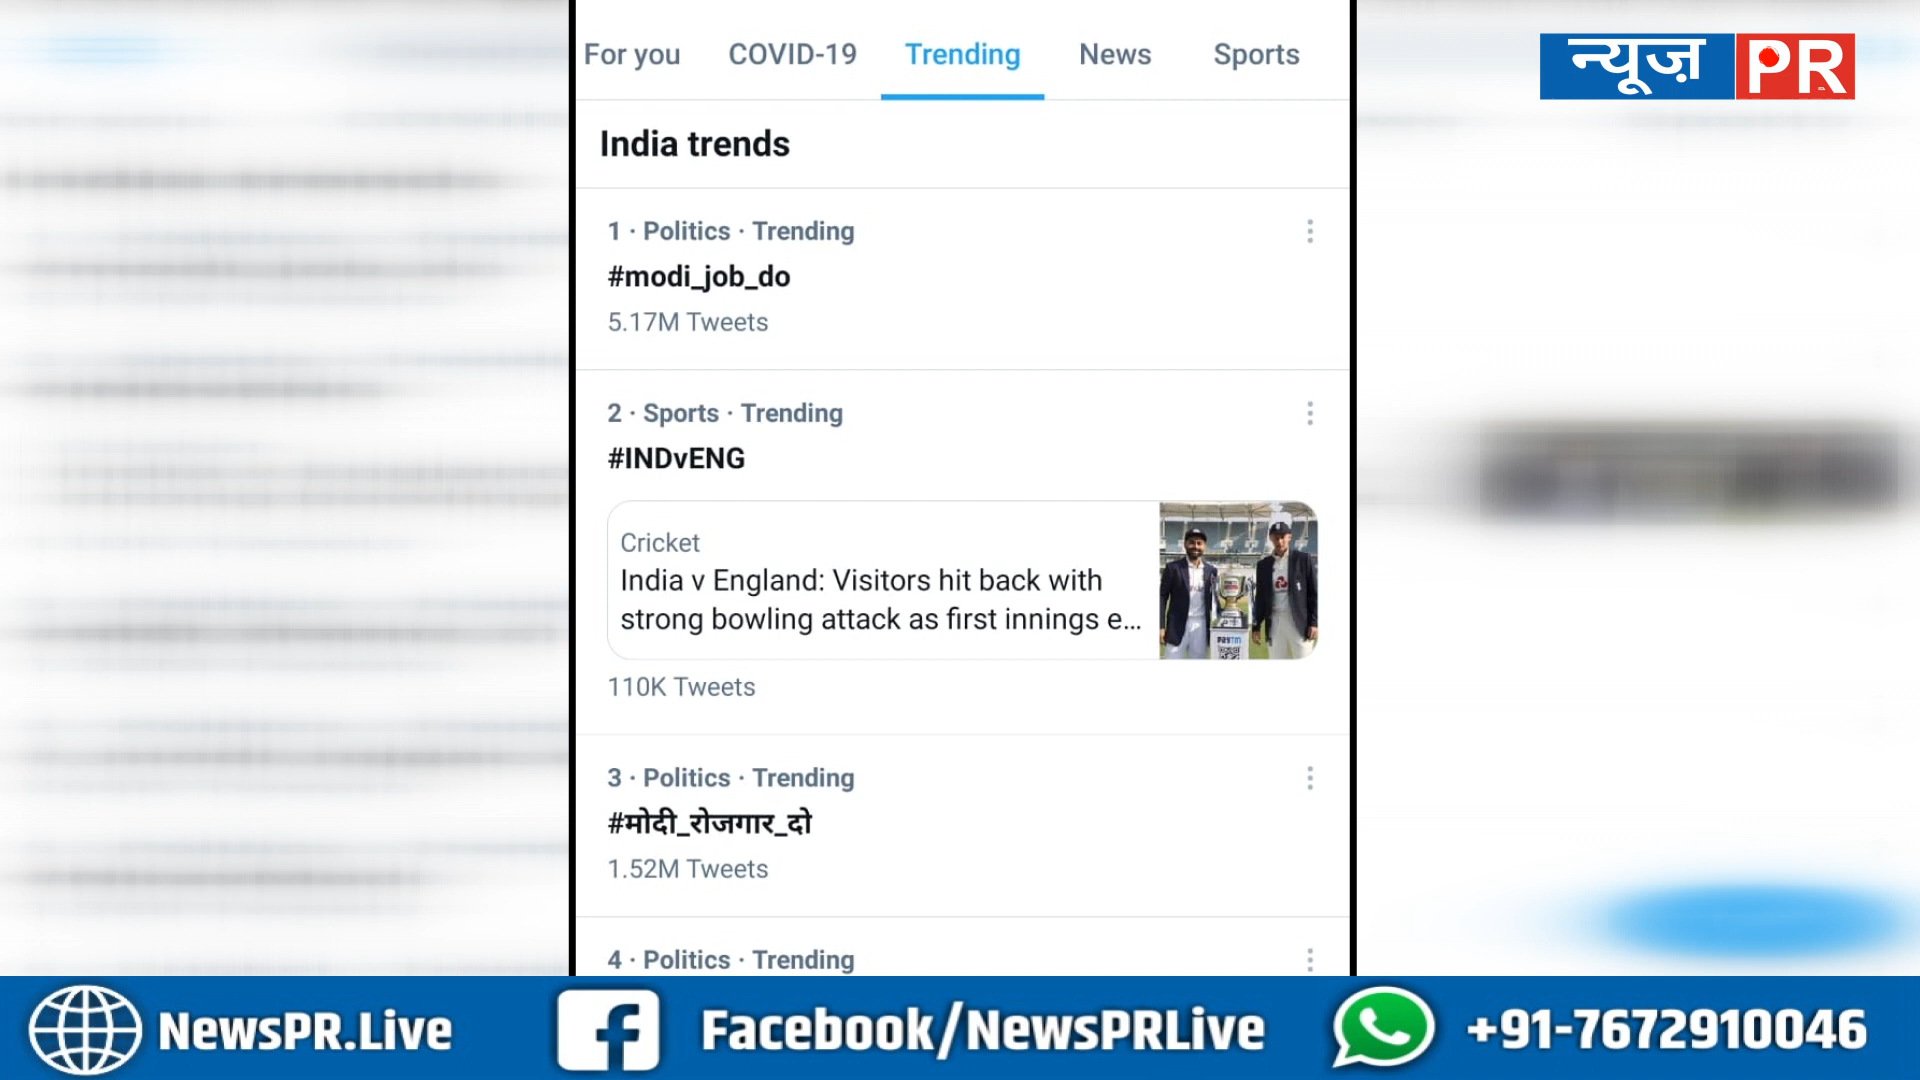 For you COVID-19 Trending News Sports
न्यूज़ PR
India trends
1 · Politics · Trending
#modi_job_do
5.17M Tweets
2 · Sports · Trending
#INDvENG
Cricket
India v England: Visitors hit back with
strong bowling attack as first innings e...
PAYTM
110K Tweets
3 · Politics · Trending
#मोदी_रोजगार_दो
1.52M Tweets
4 · Politics · Trending
NewsPR.Live Facebook/NewsPRLive +91-7672910046